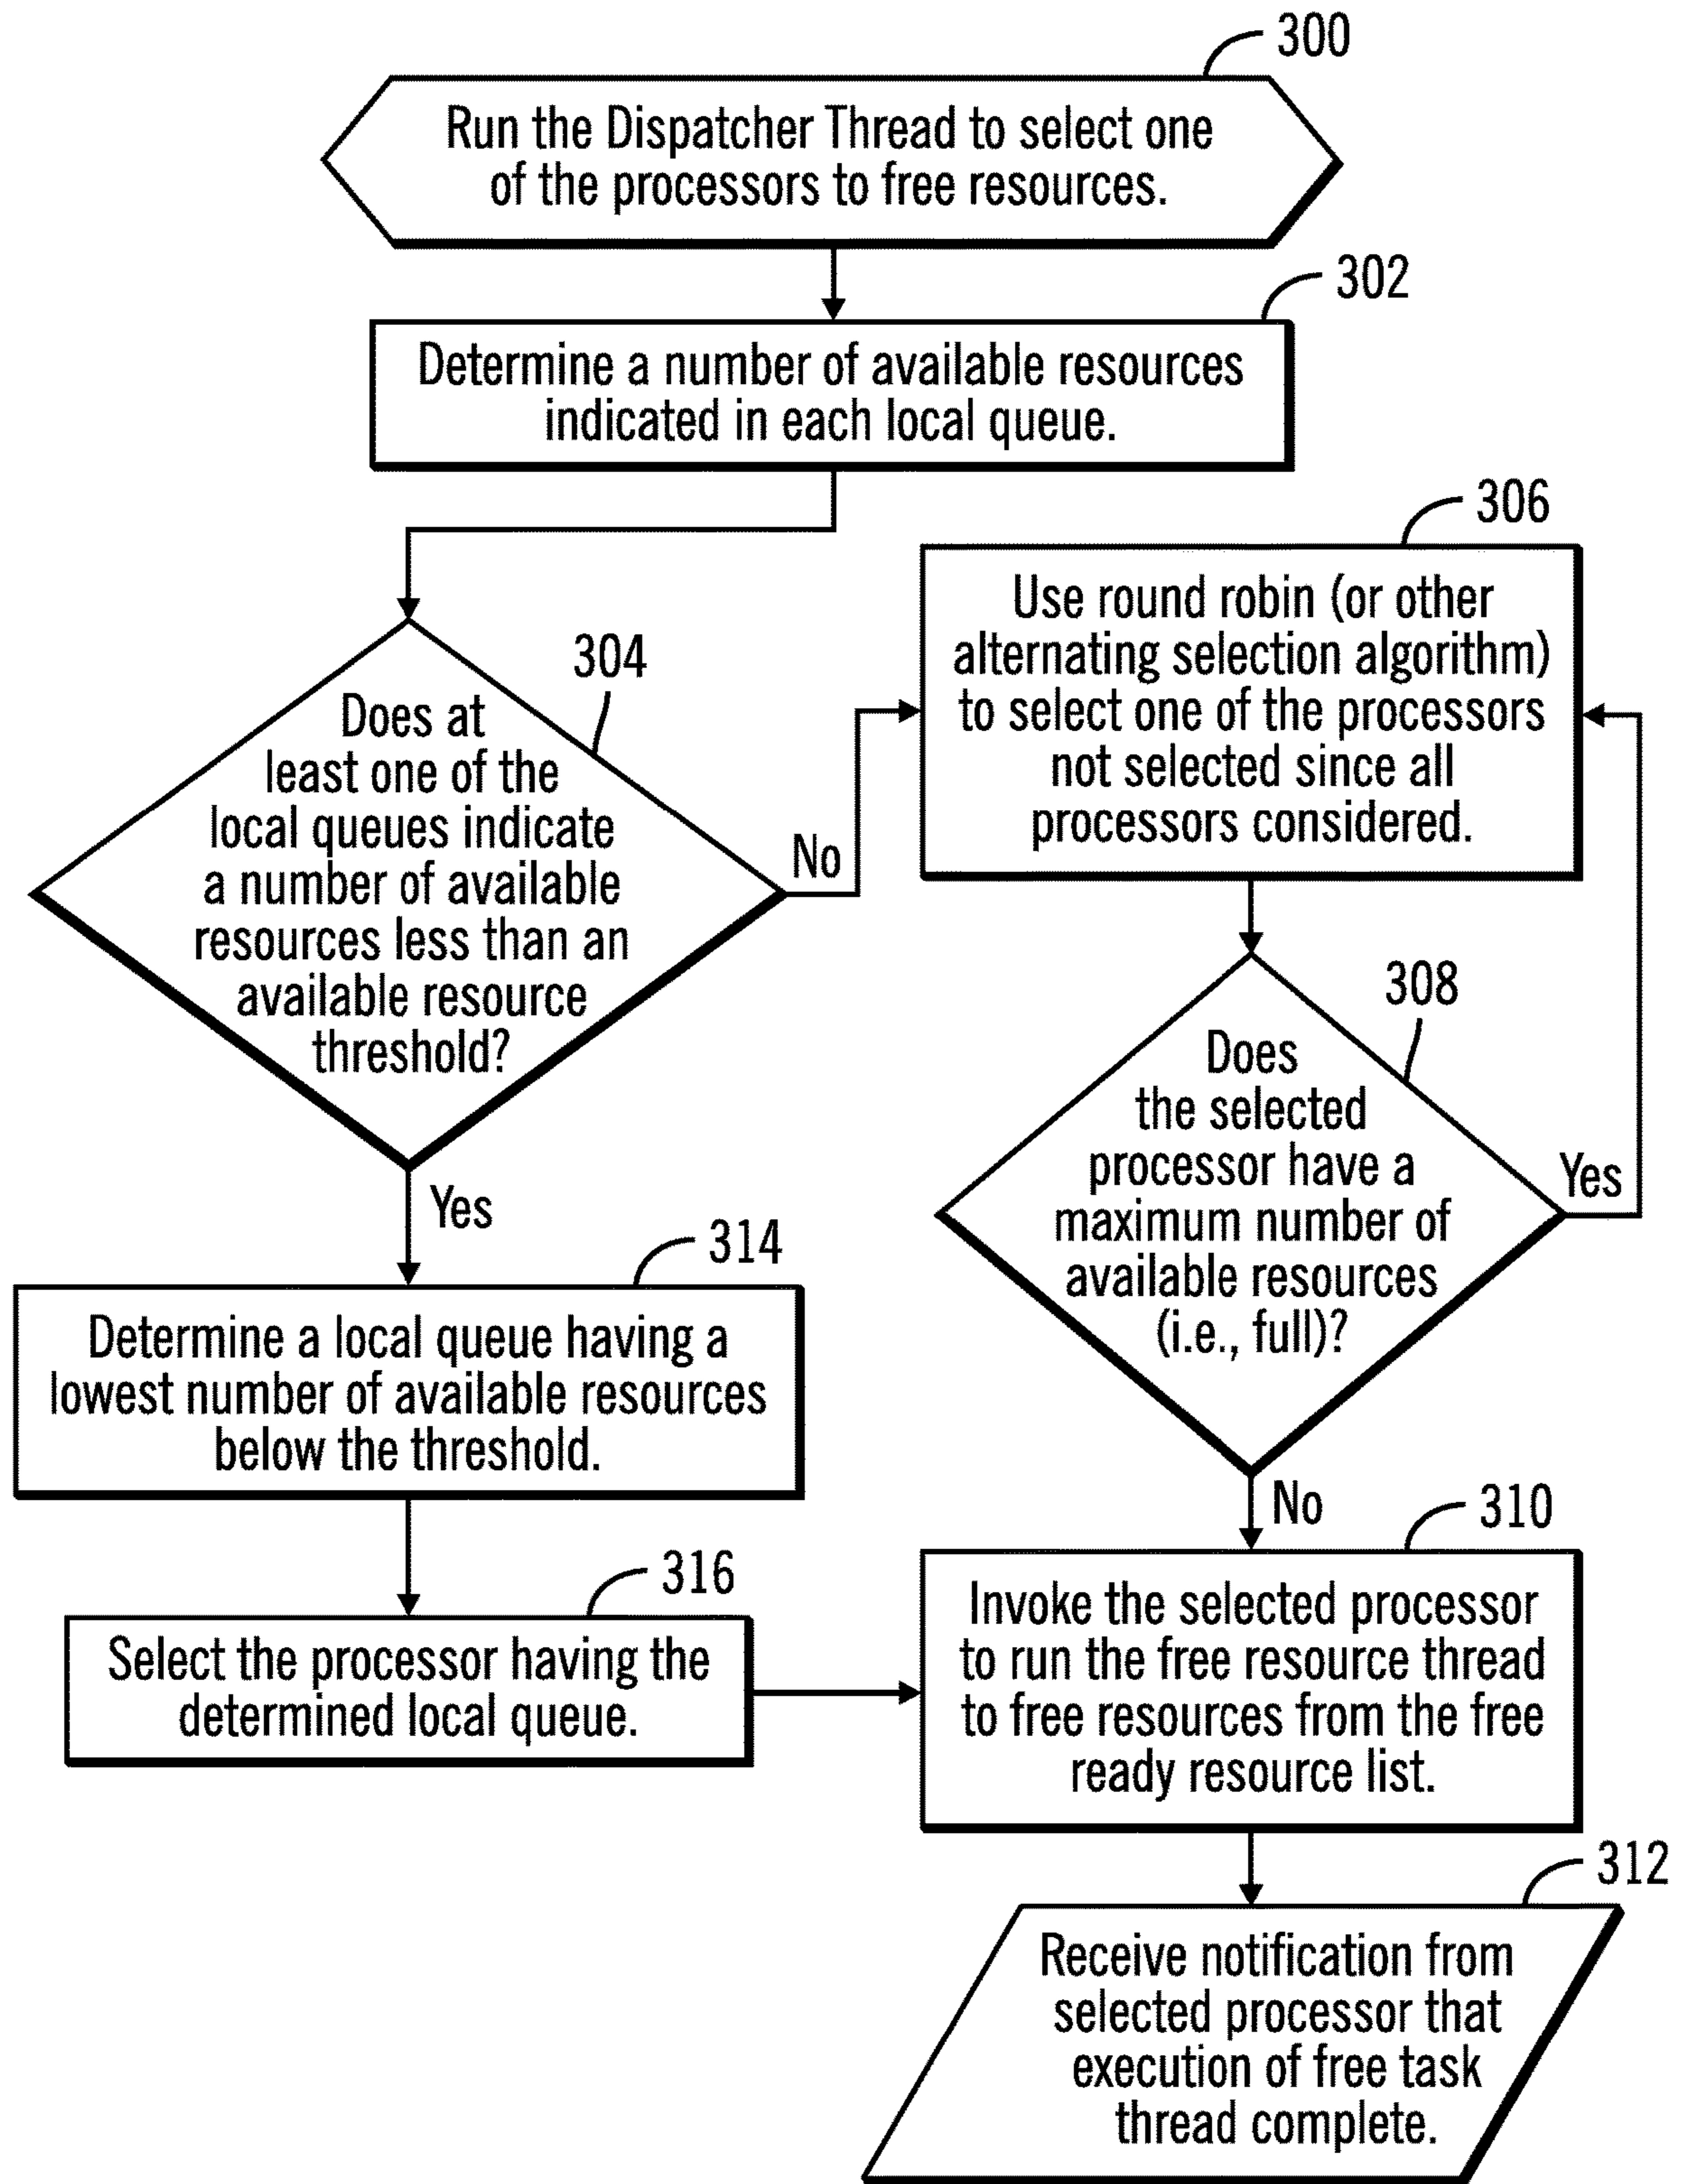 300
Run the Dispatcher Thread to select one
of the processors to free resources.
302
Determine a number of available resources
indicated in each local queue.
304
Does at
least one of the
local queues indicate
a number of available
resources less than an
available resource
threshold?
No
Yes
306
Use round robin (or other
alternating selection algorithm)
to select one of the processors
not selected since all
processors considered.
308
Does
the selected
processor have a
maximum number of
available resources
(i.e., full)?
Yes
No
314
Determine a local queue having a
lowest number of available resources
below the threshold.
316
Select the processor having the
determined local queue.
310
Invoke the selected processor
to run the free resource thread
to free resources from the free
ready resource list.
312
Receive notification from
selected processor that
execution of free task
thread complete.